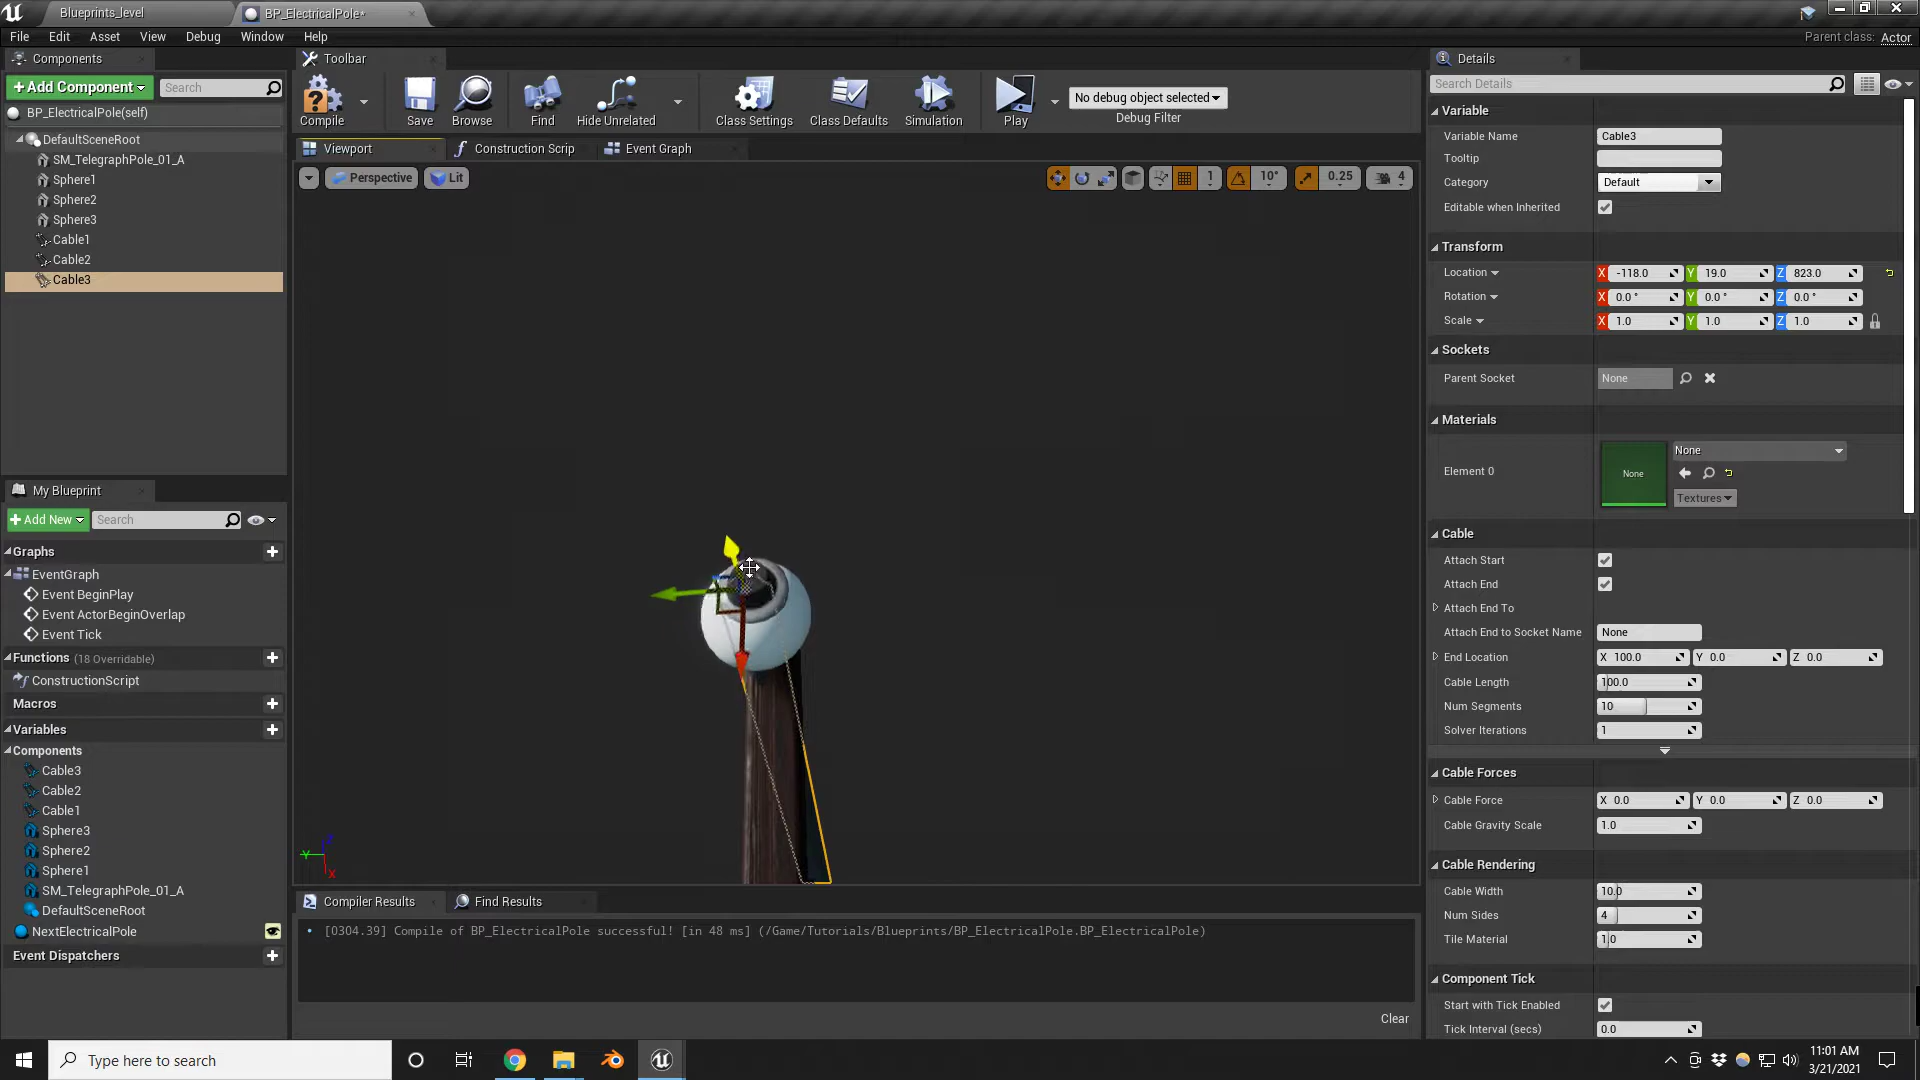 Blueprints_level
BP_ElectricalPole*
File Edit Asset View Debug Window Help
Parent class: Actor
Components
+Add Component
Search
BP_ElectricalPole(self)
DefaultSceneRoot
SM_TelegraphPole_01_A
Sphere1
Sphere2
Sphere3
Cable1
Cable2
Cable3
My Blueprint
+Add New
Search
Graphs
EventGraph
Event BeginPlay
Event ActorBeginOverlap
Event Tick
Functions (18 Overridable)
ConstructionScript
Macros
Variables
Components
Cable3
Cable2
Cable1
Sphere3
Sphere2
Sphere1
SM_TelegraphPole_01_A
DefaultSceneRoot
NextElectricalPole
Event Dispatchers
Toolbar
Compile Save Browse Find Hide Unrelated Class Settings Class Defaults Simulation Play
No debug object selected
Debug Filter
Viewport Construction Scrip Event Graph
Perspective Lit
1 10° 0.25 4
Y X
Compiler Results Find Results
[0304.39] Compile of BP_ElectricalPole successful! [in 48 ms] (/Game/Tutorials/Blueprints/BP_ElectricalPole.BP_ElectricalPole)
Clear
Details
Search Details
Variable
Variable Name Cable3
Tooltip
Category Default
Editable when Inherited
Transform
Location X -118.0 Y 19.0 Z 823.0
Rotation X 0.0 ° Y 0.0 ° Z 0.0 °
Scale X 1.0 Y 1.0 Z 1.0
Sockets
Parent Socket None
Materials
Element 0 None None
Textures
Cable
Attach Start
Attach End
Attach End To
Attach End to Socket Name None
End Location X 100.0 Y 0.0 Z 0.0
Cable Length 100.0
Num Segments 10
Solver Iterations 1
Cable Forces
Cable Force X 0.0 Y 0.0 Z 0.0
Cable Gravity Scale 1.0
Cable Rendering
Cable Width 10.0
Num Sides 4
Tile Material 1.0
Component Tick
Start with Tick Enabled
Tick Interval (secs) 0.0
Type here to search
11:01 AM
3/21/2021